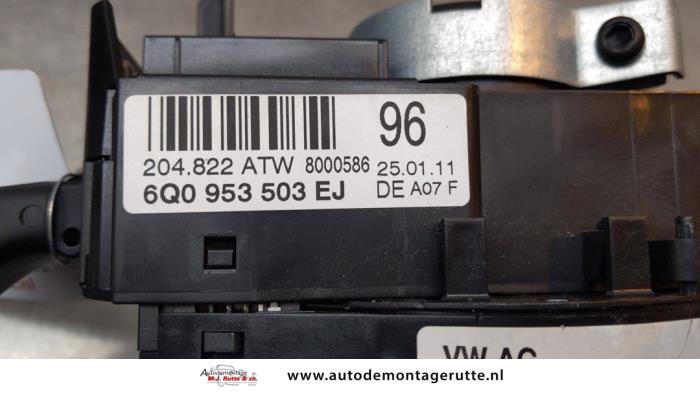 96
204.822 ATW 8000586 25.01.11
6Q0 953 503 EJ DE A07 F
VW AG
Autodemontage
M.J. Rutte & zn.
www.autodemontagerutte.nl